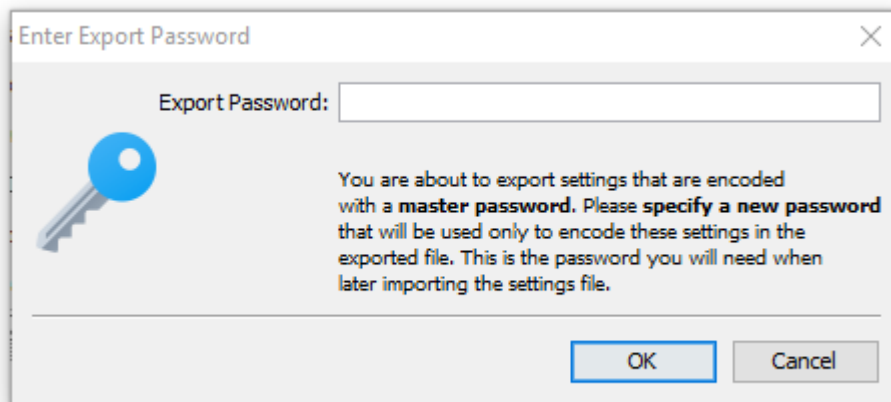 Enter Export Password
Export Password:
You are about to export settings that are encoded
with a master password. Please specify a new password
that will be used only to encode these settings in the
exported file. This is the password you will need when
later importing the settings file.
OK
Cancel